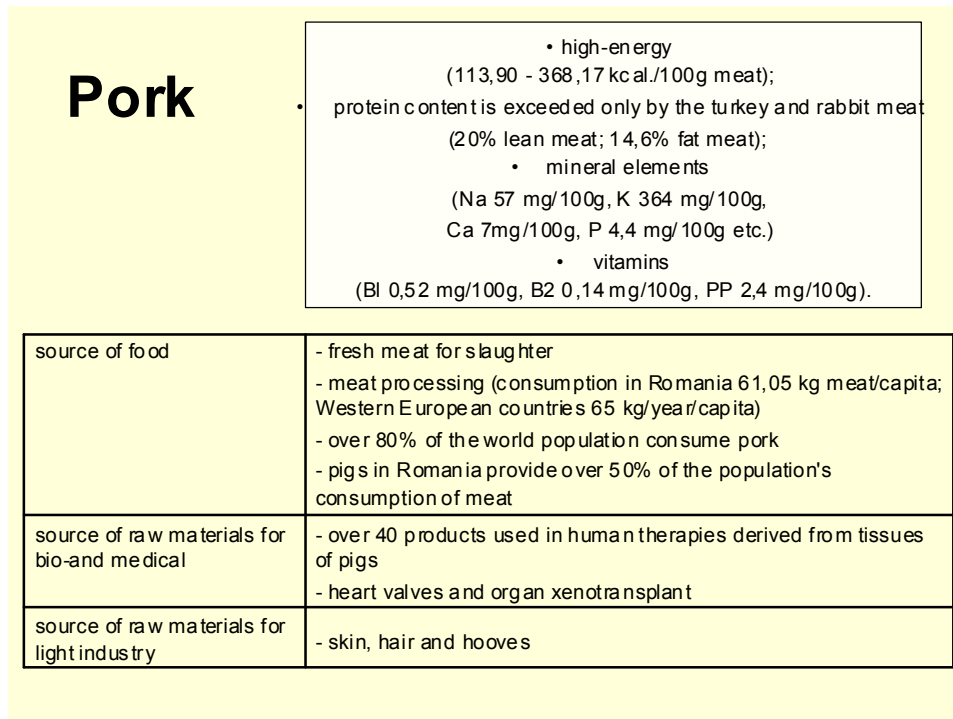 Pork
• high-energy
(113,90 - 368,17 kcal./100g meat);
• protein content is exceeded only by the turkey and rabbit meat
(20% lean meat; 14,6% fat meat);
• mineral elements
(Na 57 mg/100g, K 364 mg/100g,
Ca 7mg/100g, P 4,4 mg/100g etc.)
• vitamins
(Bl 0,52 mg/100g, B2 0,14 mg/100g, PP 2,4 mg/100g).
source of food
- fresh meat for slaughter
- meat processing (consumption in Romania 61,05 kg meat/capita;
Western European countries 65 kg/year/capita)
- over 80% of the world population consume pork
- pigs in Romania provide over 50% of the population's
consumption of meat
source of raw materials for
bio-and medical
- over 40 products used in human therapies derived from tissues
of pigs
- heart valves and organ xenotransplant
source of raw materials for
light industry
- skin, hair and hooves